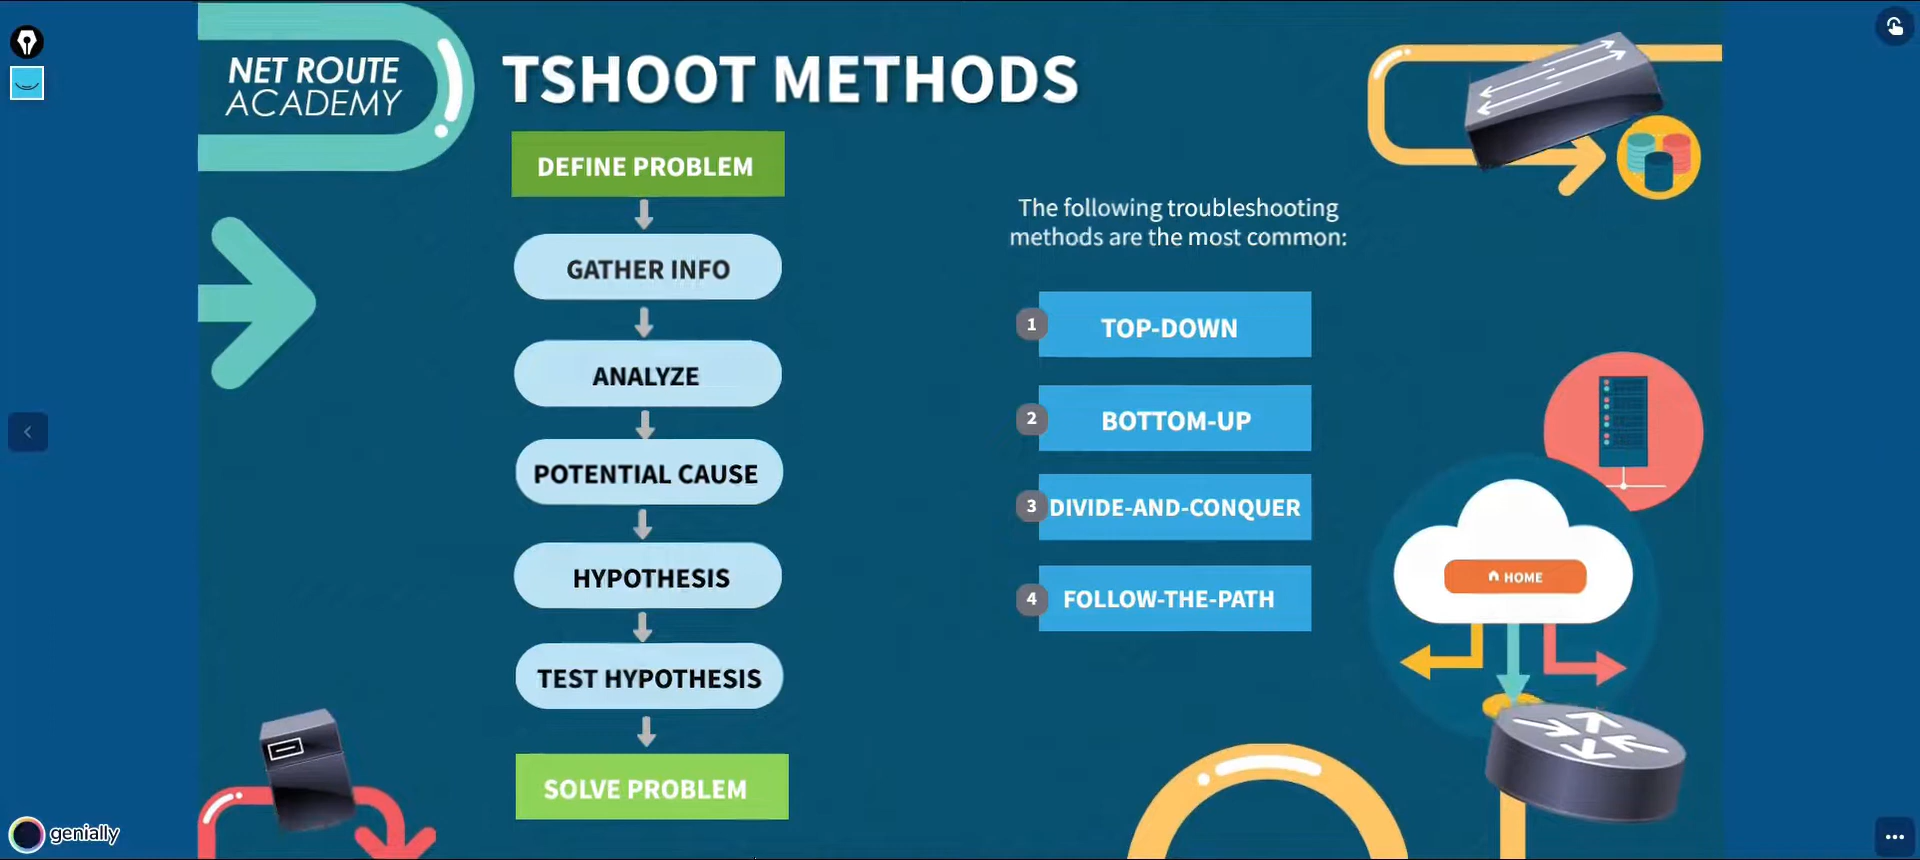 NET ROUTE
ACADEMY
TSHOOT METHODS
DEFINE PROBLEM
GATHER INFO
ANALYZE
POTENTIAL CAUSE
HYPOTHESIS
TEST HYPOTHESIS
SOLVE PROBLEM
The following troubleshooting
methods are the most common:
1 TOP-DOWN
2 BOTTOM-UP
3 DIVIDE-AND-CONQUER
4 FOLLOW-THE-PATH
HOME
genially